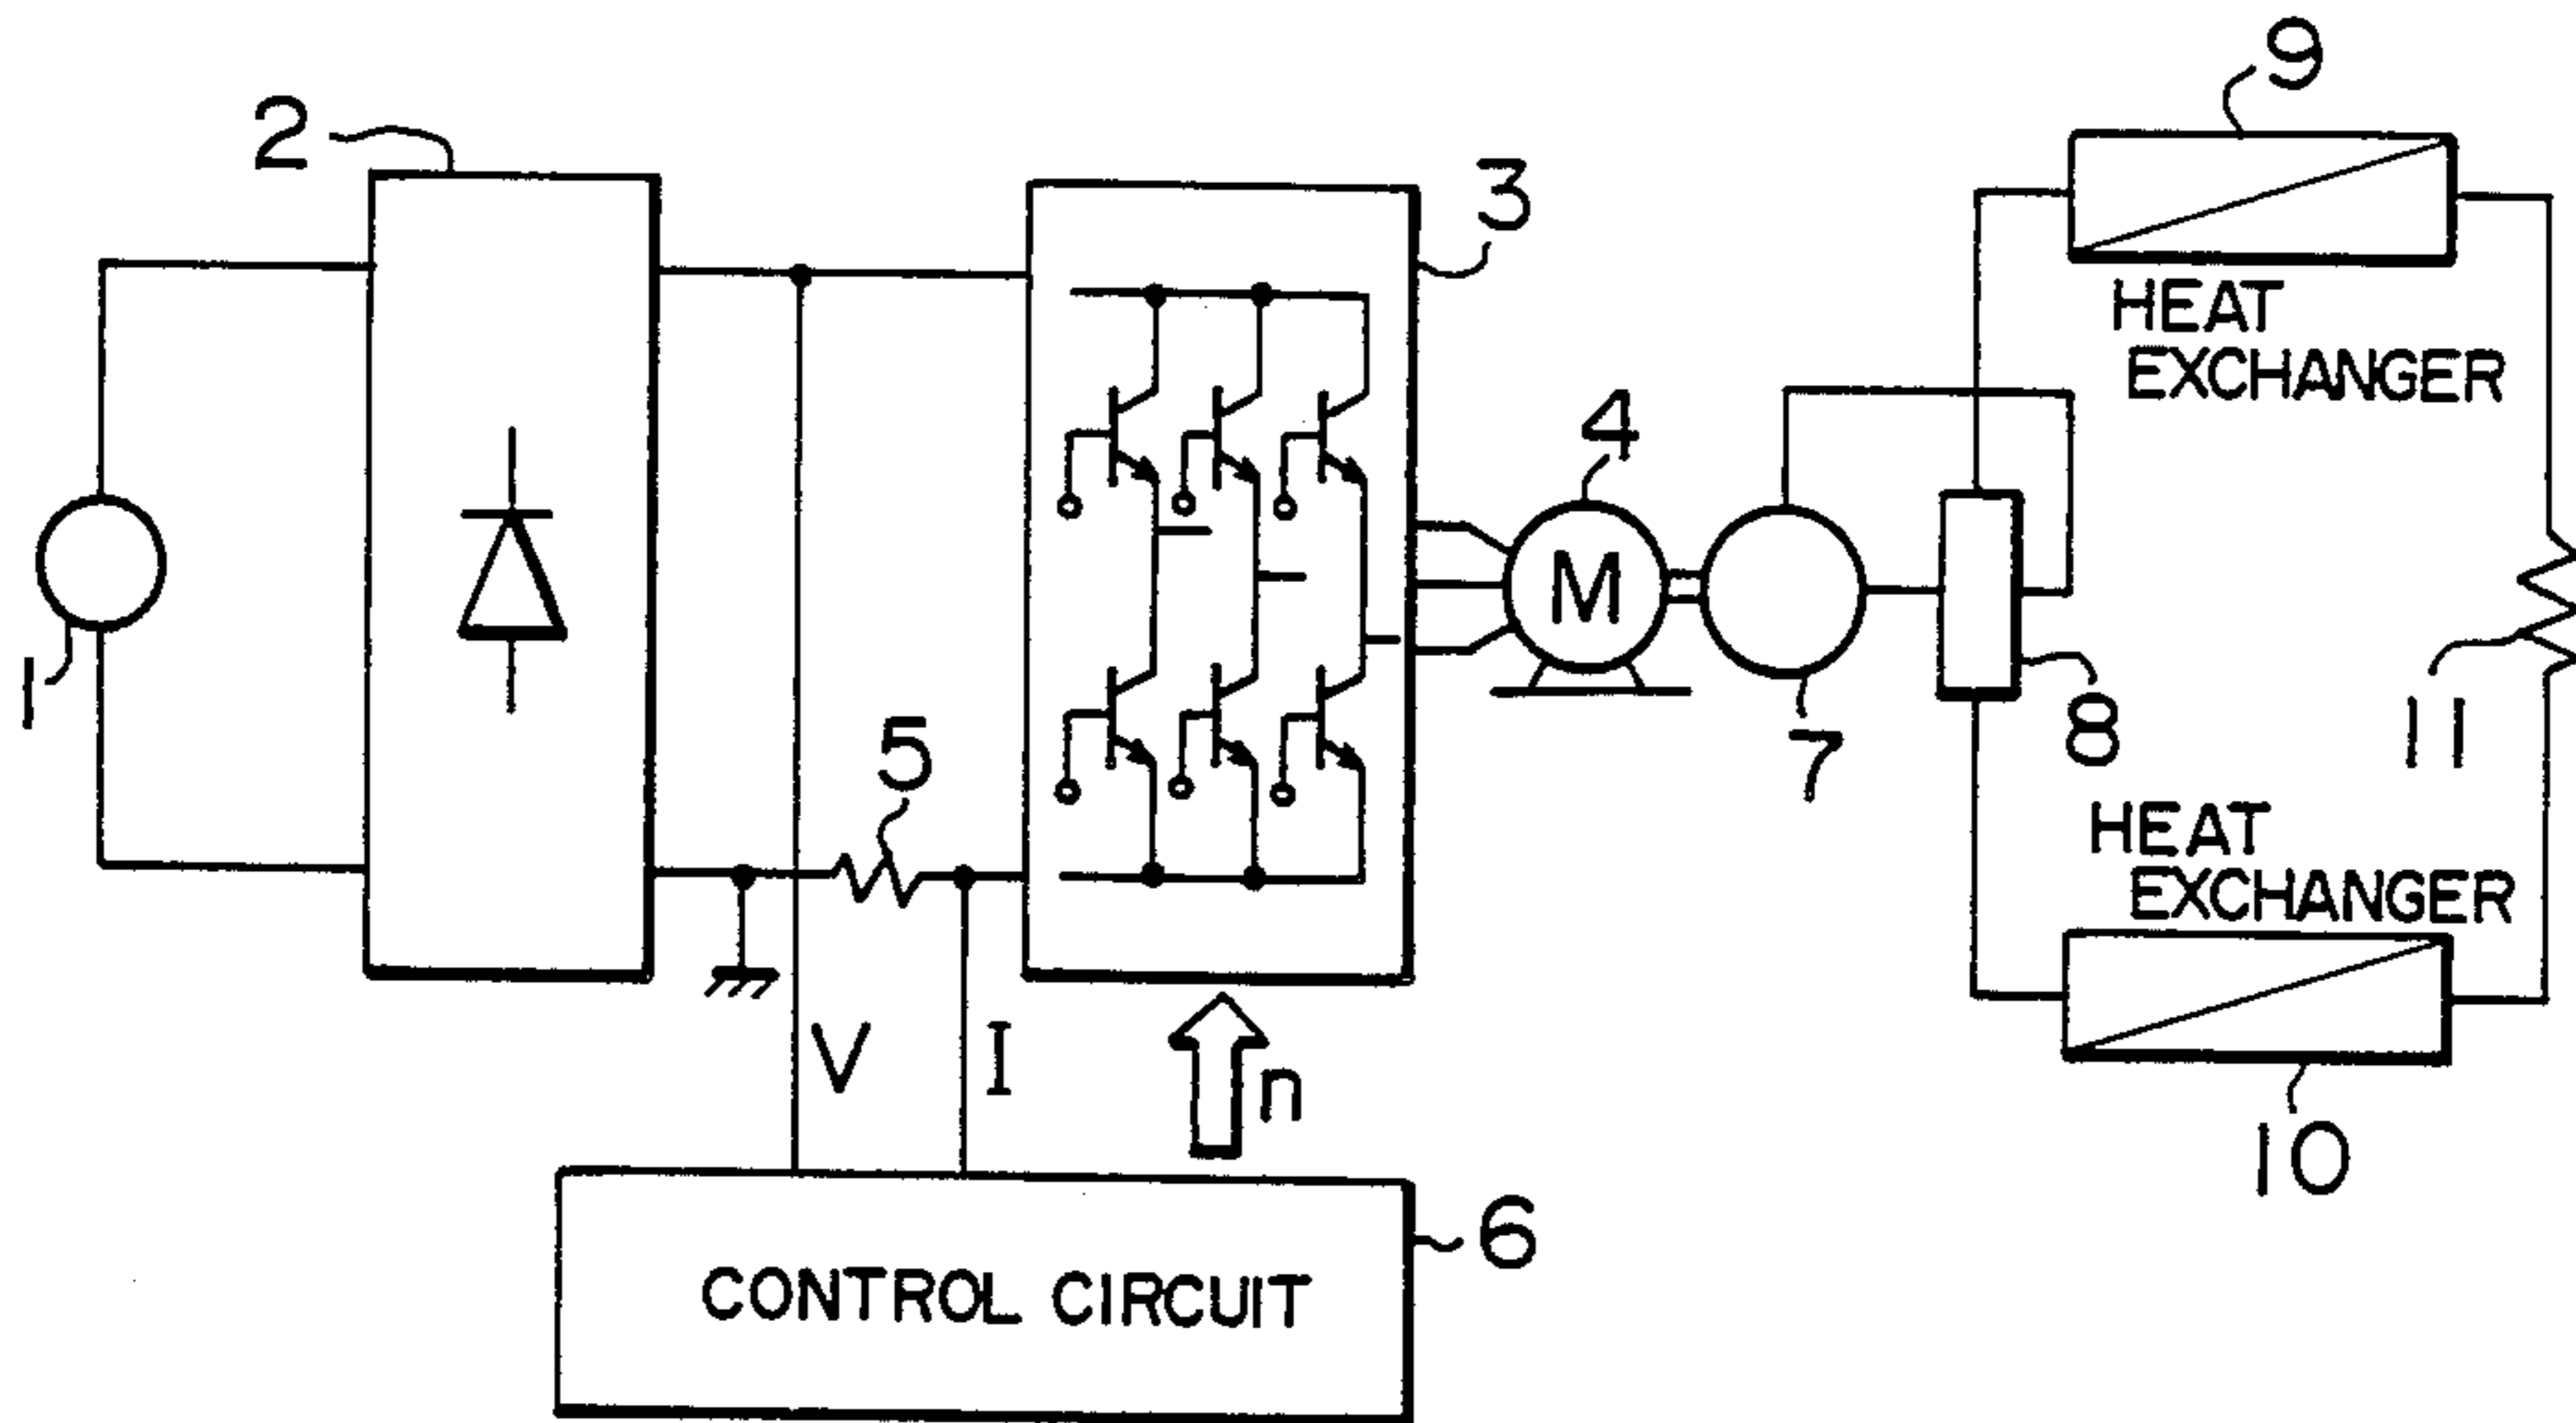 9
2
3
HEAT
EXCHANGER
4
M
1
5
7
8
11
HEAT
EXCHANGER
V
I
n
10
6
CONTROL CIRCUIT